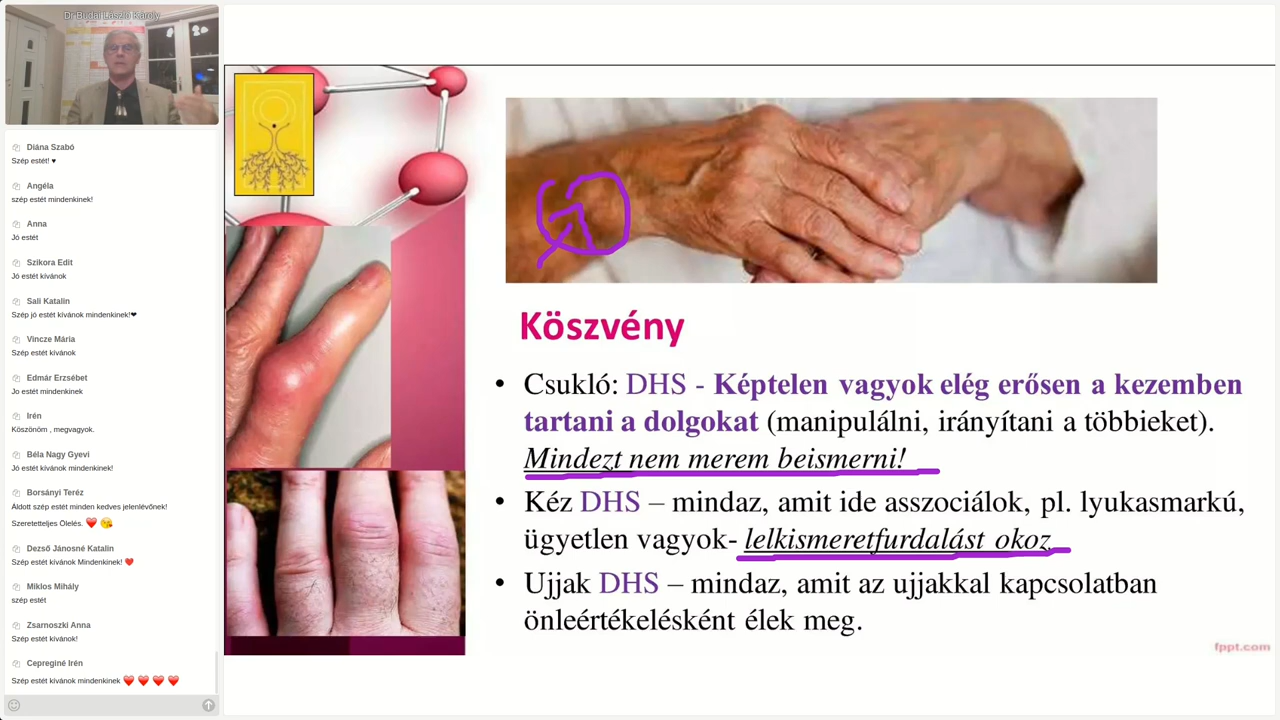 Dr Budai László Károly
Diána Szabó
Szép estét! ♥
Angéla
szép estét mindenkinek!
Anna
Jó estét
Szikora Edit
Jó estét kívánok
Sali Katalin
Szép jó estét kívánok mindenkinek!❤
Vincze Mária
Szép estét kívánok
Edmár Erzsébet
Jo estét mindenkinek
Irén
Köszönöm , megvagyok.
Béla Nagy Gyevi
Jó estét kívánok mindenkinek!
Borsányi Teréz
Áldott szép estét minden kedves jelenlévőnek!
Szeretetteljes Ölelés. ❤️ 😘
Dezső Jánosné Katalin
Szép estét kívánok Mindenkinek! ❤️
Miklos Mihály
szép estét
Zsarnoszki Anna
Szép estét kívánok!
Cepreginé Irén
Szép estét kívánok mindenkinek ❤️ ❤️ ❤️ ❤️
Köszvény
• Csukló: DHS - Képtelen vagyok elég erősen a kezemben
tartani a dolgokat (manipulálni, irányítani a többieket).
Mindezt nem merem beismerni!
• Kéz DHS – mindaz, amit ide asszociálok, pl. lyukasmarkú,
ügyetlen vagyok- lelkismeretfurdalást okoz
• Ujjak DHS – mindaz, amit az ujjakkal kapcsolatban
önleértékelésként élek meg.
fppt.com